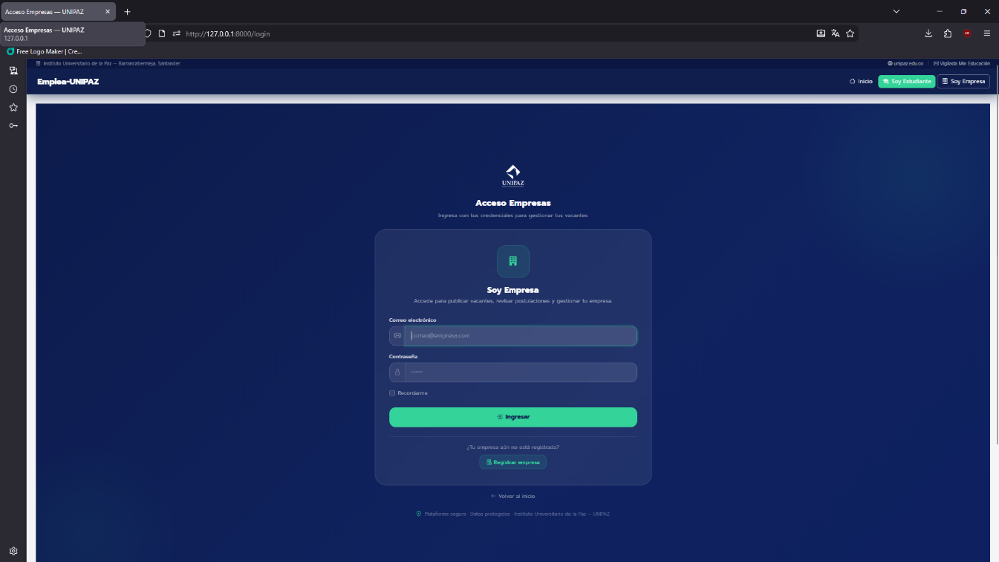 Acceso Empresas — UNIPAZ
Acceso Empresas — UNIPAZ
127.0.0.1
http://127.0.0.1:8000/login
Free Logo Maker | Cre...
Instituto Universitario de la Paz — Barrancabermeja, Santander
unipaz.edu.co
Vigilada Min Educación
Emplea-UNIPAZ
Inicio
Soy Estudiante
Soy Empresa
UNIPAZ
Acceso Empresas
Ingresa con tus credenciales para gestionar tus vacantes
Soy Empresa
Accede para publicar vacantes, revisar postulaciones y gestionar tu empresa.
Correo electrónico
correo@empresa.com
Contraseña
········
Recordarme
Ingresar
¿Tu empresa aún no está registrada?
Registrar empresa
← Volver al inicio
Plataforma segura · Datos protegidos · Instituto Universitario de la Paz — UNIPAZ